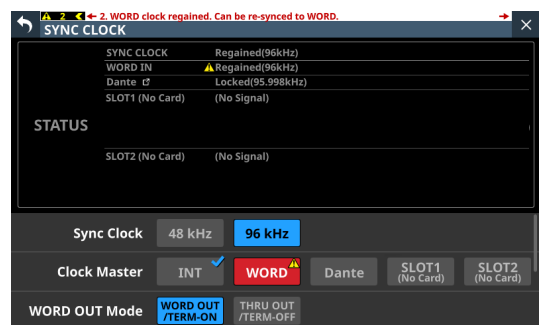 2 2. WORD clock regained. Can be re-synced to WORD.
SYNC CLOCK
SYNC CLOCK Regained(96kHz)
WORD IN Regained(96kHz)
Dante Locked(95.998kHz)
SLOT1 (No Card) (No Signal)
STATUS
SLOT2 (No Card) (No Signal)
Sync Clock 48 kHz 96 kHz
Clock Master INT WORD Dante SLOT1 (No Card) SLOT2 (No Card)
WORD OUT Mode WORD OUT /TERM-ON THRU OUT /TERM-OFF